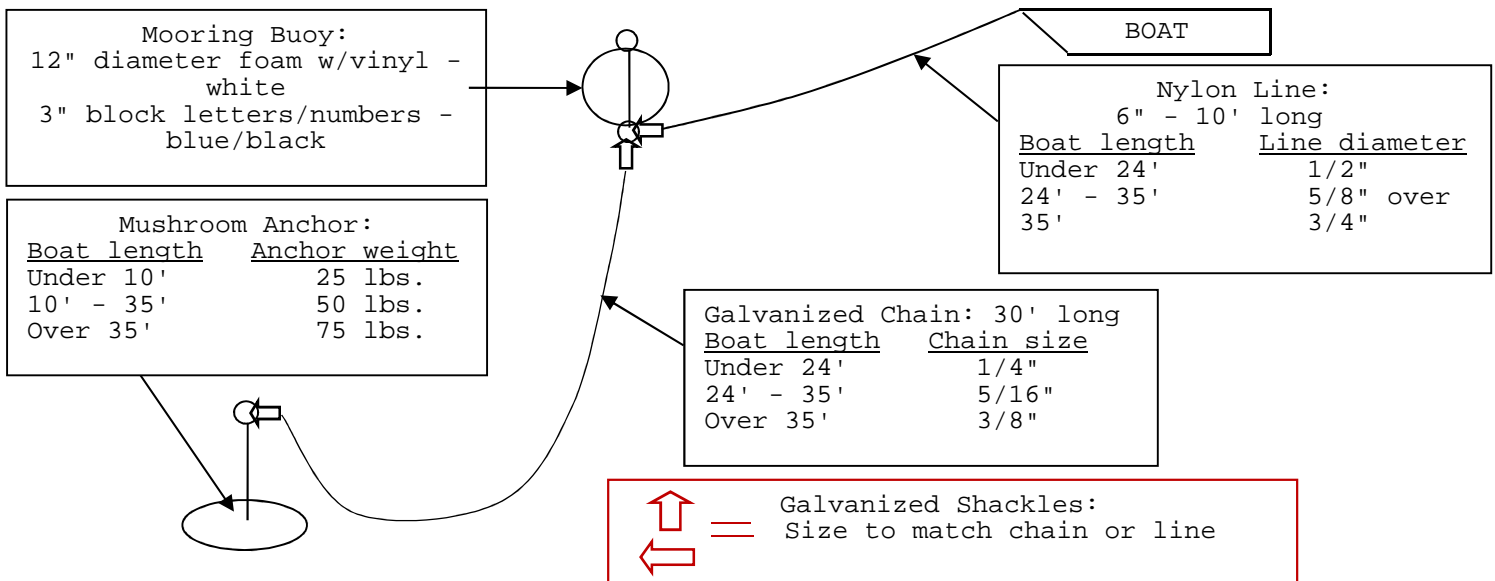 Mooring Buoy:
12" diameter foam w/vinyl -
white
3" block letters/numbers -
blue/black
BOAT
Nylon Line:
6" - 10' long
Boat length Line diameter
Under 24' 1/2"
24' - 35' 5/8" over
35' 3/4"
Mushroom Anchor:
Boat length Anchor weight
Under 10' 25 lbs.
10' - 35' 50 lbs.
Over 35' 75 lbs.
Galvanized Chain: 30' long
Boat length Chain size
Under 24' 1/4"
24' - 35' 5/16"
Over 35' 3/8"
Galvanized Shackles:
Size to match chain or line